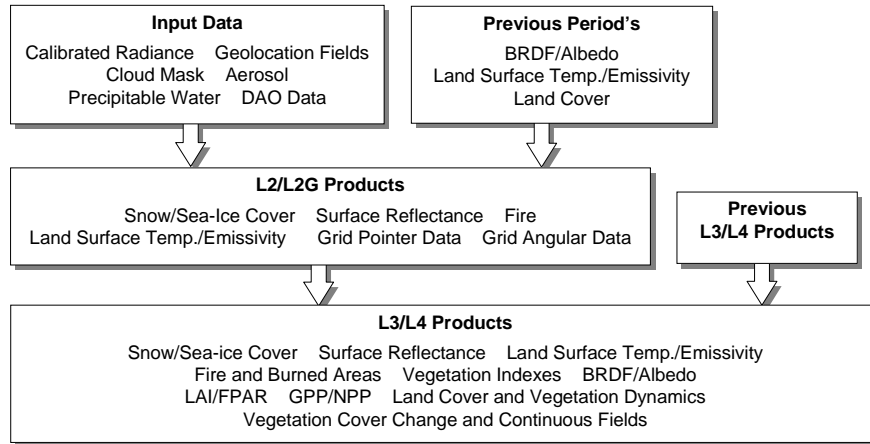 Input Data
Calibrated Radiance Geolocation Fields
Cloud Mask Aerosol
Precipitable Water DAO Data
Previous Period's
BRDF/Albedo
Land Surface Temp./Emissivity
Land Cover
L2/L2G Products
Snow/Sea-Ice Cover Surface Reflectance Fire
Land Surface Temp./Emissivity Grid Pointer Data Grid Angular Data
Previous
L3/L4 Products
L3/L4 Products
Snow/Sea-ice Cover Surface Reflectance Land Surface Temp./Emissivity
Fire and Burned Areas Vegetation Indexes BRDF/Albedo
LAI/FPAR GPP/NPP Land Cover and Vegetation Dynamics
Vegetation Cover Change and Continuous Fields